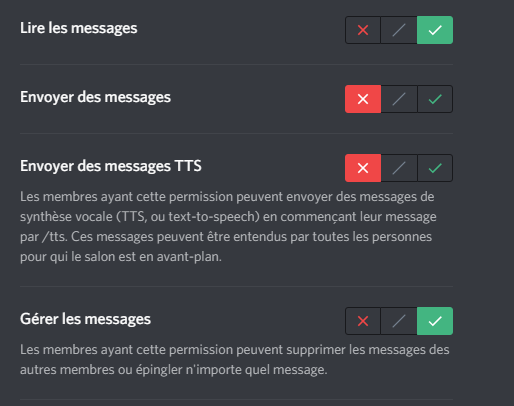 Lire les messages
Envoyer des messages
Envoyer des messages TTS
Les membres ayant cette permission peuvent envoyer des messages de
synthèse vocale (TTS, ou text-to-speech) en commençant leur message
par /tts. Ces messages peuvent être entendus par toutes les personnes
pour qui le salon est en avant-plan.
Gérer les messages
Les membres ayant cette permission peuvent supprimer les messages des
autres membres ou épingler n'importe quel message.